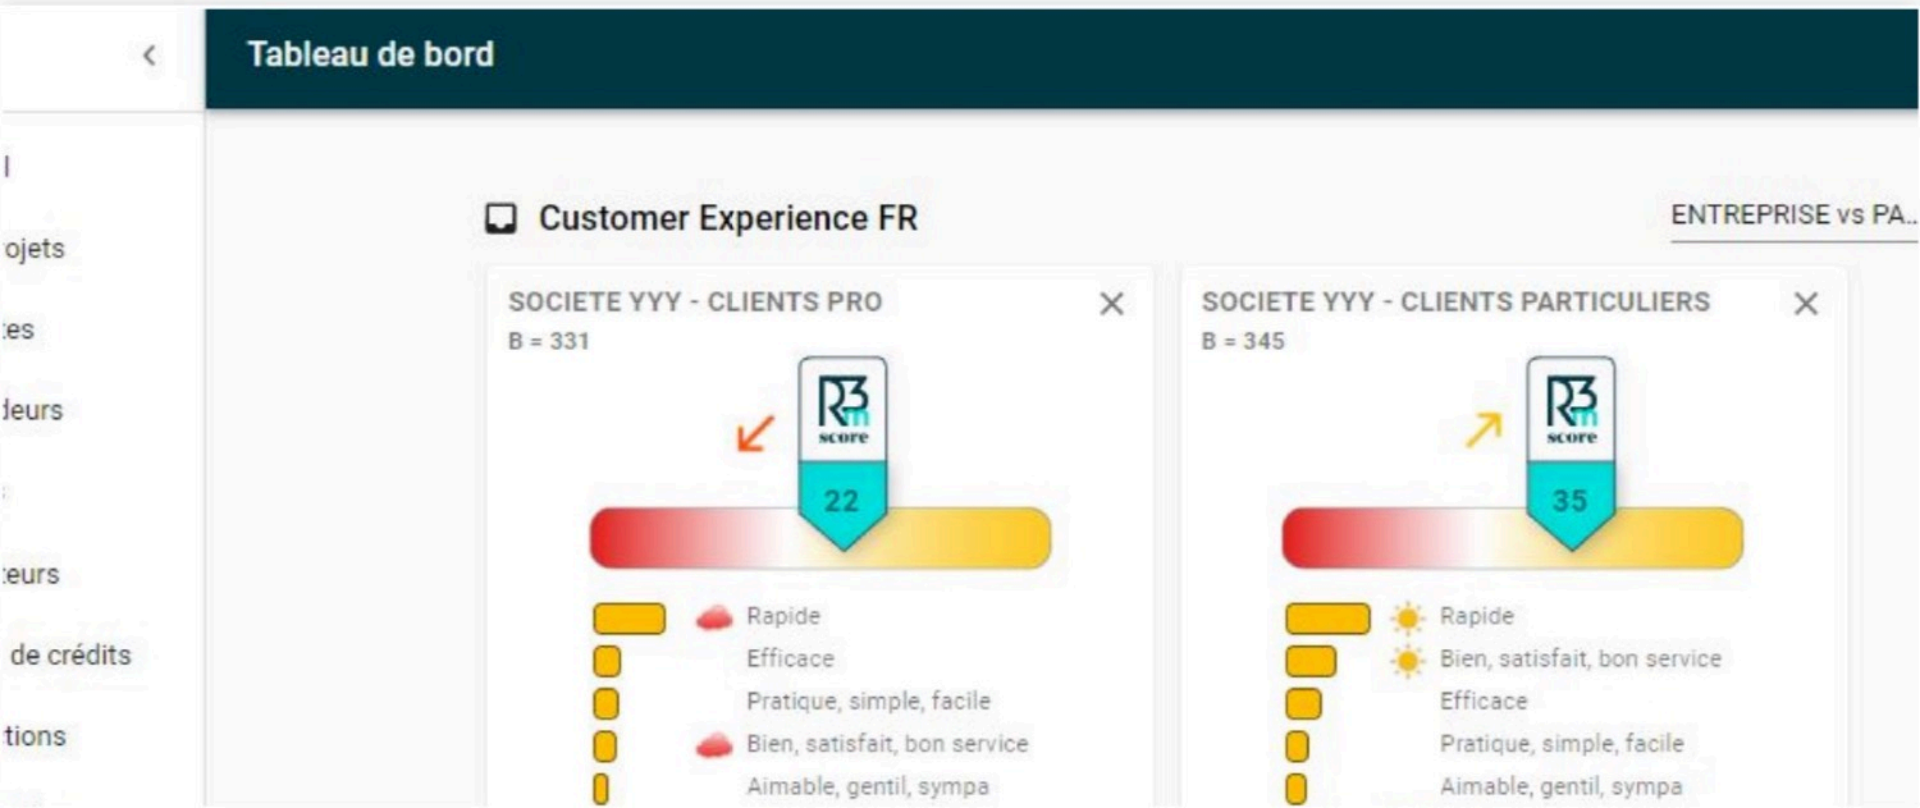 Tableau de bord
ojets
tes
deurs
teurs
de crédits
tions
Customer Experience FR
ENTREPRISE vs PA...
SOCIETE YYY - CLIENTS PRO
B = 331
R3m
score
22
Rapide
Efficace
Pratique, simple, facile
Bien, satisfait, bon service
Aimable, gentil, sympa
SOCIETE YYY - CLIENTS PARTICULIERS
B = 345
R3m
score
35
Rapide
Bien, satisfait, bon service
Efficace
Pratique, simple, facile
Aimable, gentil, sympa